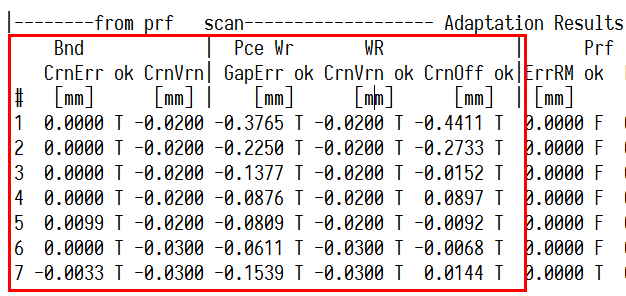 |--------from prf   scan------------------- Adaptation Results
     Bnd              |  Pce Wr       WR              |      Prf
   CrnErr ok CrnVrn| GapErr ok CrnVrn ok CrnOff ok|ErrRM ok
#   [mm]     [mm] |    [mm]      [mm]      [mm]  |[mm]
1  0.0000 T -0.0200 -0.3765 T -0.0200 T -0.4411 T  0.0000 F
2  0.0000 T -0.0200 -0.2250 T -0.0200 T -0.2733 T  0.0000 F
3  0.0000 T -0.0200 -0.1377 T -0.0200 T -0.0152 T  0.0000 F
4  0.0000 T -0.0200 -0.0876 T -0.0200 T  0.0897 T  0.0000 F
5  0.0099 T -0.0200 -0.0809 T -0.0200 T -0.0092 T  0.0000 F
6  0.0000 T -0.0300 -0.0611 T -0.0300 T -0.0068 T  0.0000 F
7 -0.0033 T -0.0300 -0.1539 T -0.0300 T  0.0144 T  0.0000 T